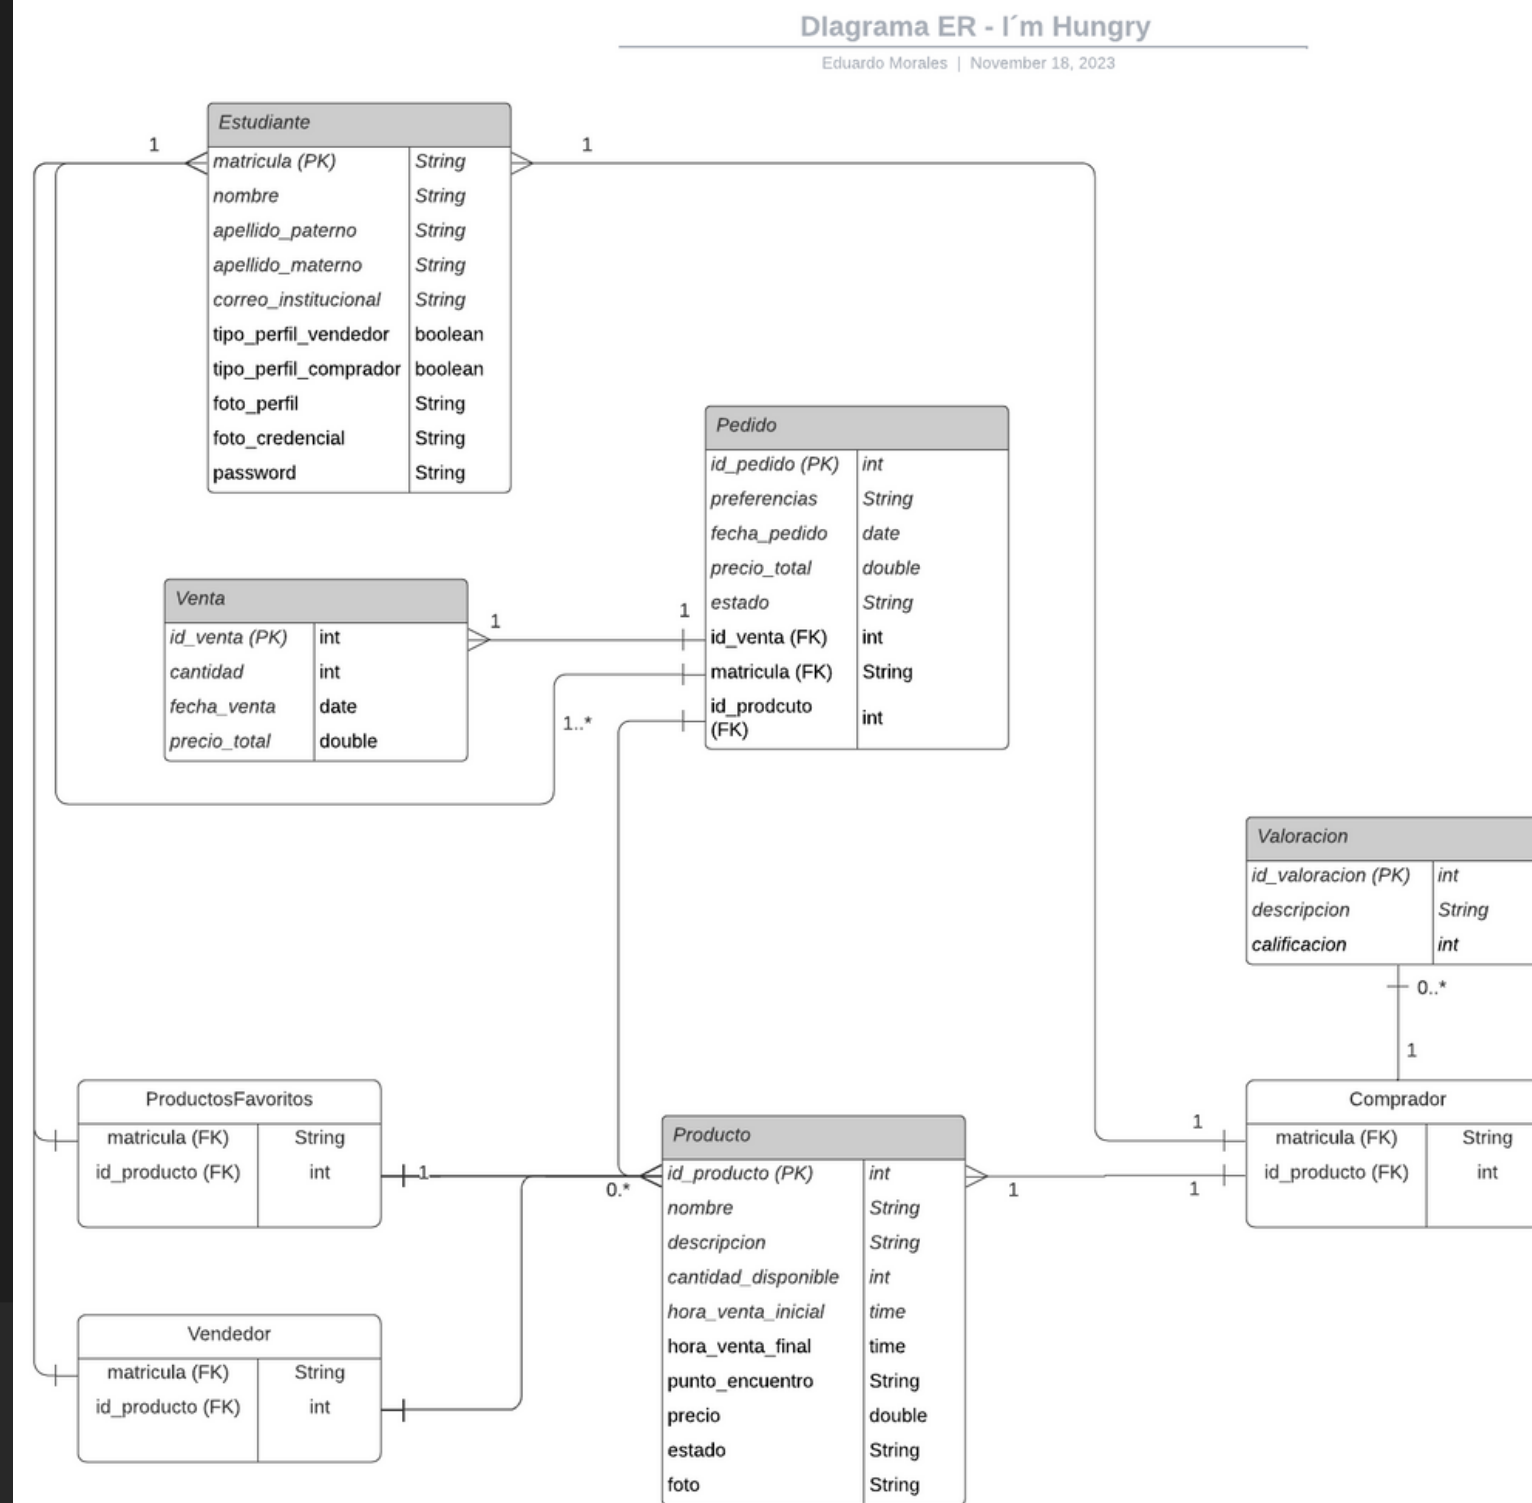 DIagrama ER - I´m Hungry
Eduardo Morales | November 18, 2023
1
1
Estudiante
matricula (PK) String
nombre String
apellido_paterno String
apellido_materno String
correo_institucional String
tipo_perfil_vendedor boolean
tipo_perfil_comprador boolean
foto_perfil String
foto_credencial String
password String
Pedido
id_pedido (PK) int
preferencias String
fecha_pedido date
precio_total double
estado String
id_venta (FK) int
matricula (FK) String
id_prodcuto
(FK) int
Venta
id_venta (PK) int
cantidad int
fecha_venta date
precio_total double
1
1
1..*
Valoracion
id_valoracion (PK) int
descripcion String
calificacion int
0..*
1
ProductosFavoritos
matricula (FK) String
id_producto (FK) int
1
0.*
Producto
id_producto (PK) int
nombre String
descripcion String
cantidad_disponible int
hora_venta_inicial time
hora_venta_final time
punto_encuentro String
precio double
estado String
foto String
1
1
1
Comprador
matricula (FK) String
id_producto (FK) int
Vendedor
matricula (FK) String
id_producto (FK) int